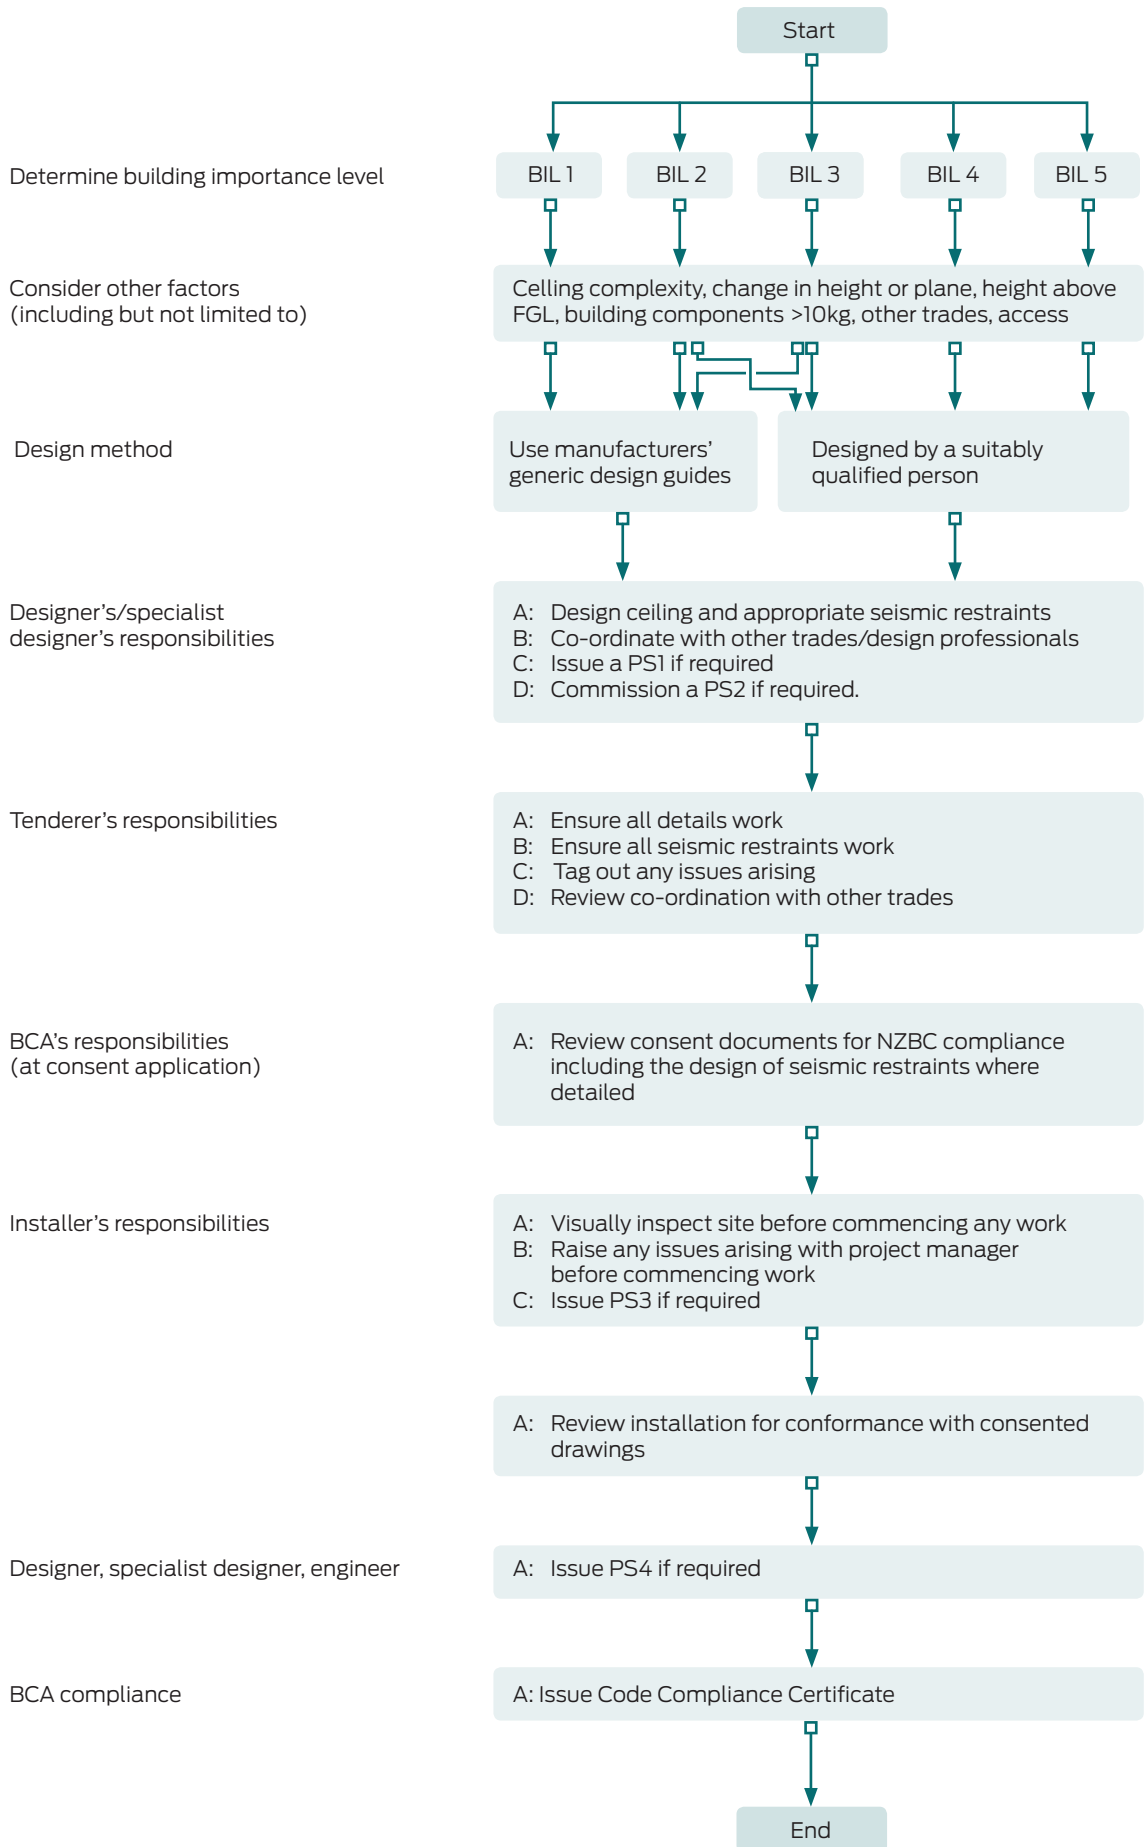 Start
Determine building importance level
BIL 1
BIL 2
BIL 3
BIL 4
BIL 5
Consider other factors
(including but not limited to)
Celling complexity, change in height or plane, height above
FGL, building components >10kg, other trades, access
Design method
Use manufacturers’
generic design guides
Designed by a suitably
qualified person
Designer’s/specialist
designer’s responsibilities
A: Design ceiling and appropriate seismic restraints
B: Co-ordinate with other trades/design professionals
C: Issue a PS1 if required
D: Commission a PS2 if required.
Tenderer’s responsibilities
A: Ensure all details work
B: Ensure all seismic restraints work
C: Tag out any issues arising
D: Review co-ordination with other trades
BCA’s responsibilities
(at consent application)
A: Review consent documents for NZBC compliance
including the design of seismic restraints where
detailed
Installer’s responsibilities
A: Visually inspect site before commencing any work
B: Raise any issues arising with project manager
before commencing work
C: Issue PS3 if required
A: Review installation for conformance with consented
drawings
Designer, specialist designer, engineer
A: Issue PS4 if required
BCA compliance
A: Issue Code Compliance Certificate
End